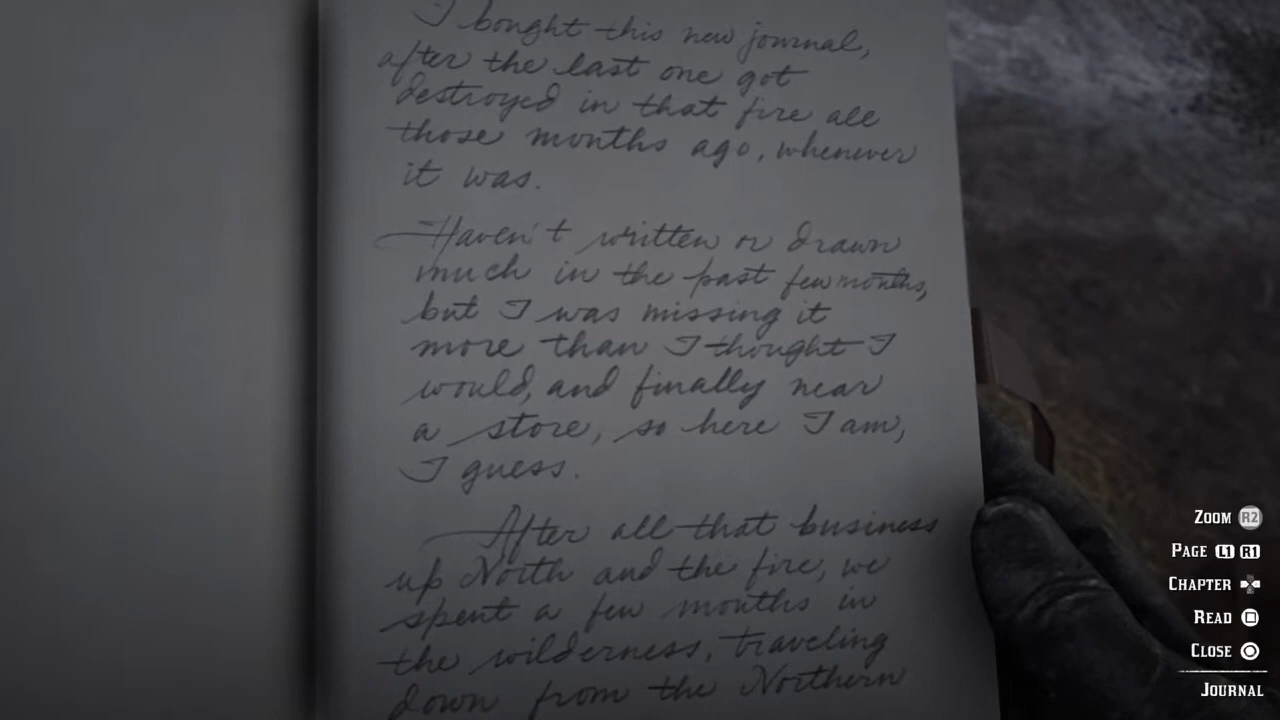 I bought this new journal,
after the last one got
destroyed in that fire all
those months ago, whenever
it was.
Haven't written or drawn
much in the past few months,
but I was missing it
more than I thought I
would, and finally near
a store, so here I am,
I guess.
After all that business
up North and the fire, we
spent a few months in
the wilderness, traveling
down from the Northern
ZOOM R2
PAGE L1 R1
CHAPTER
READ
CLOSE
JOURNAL